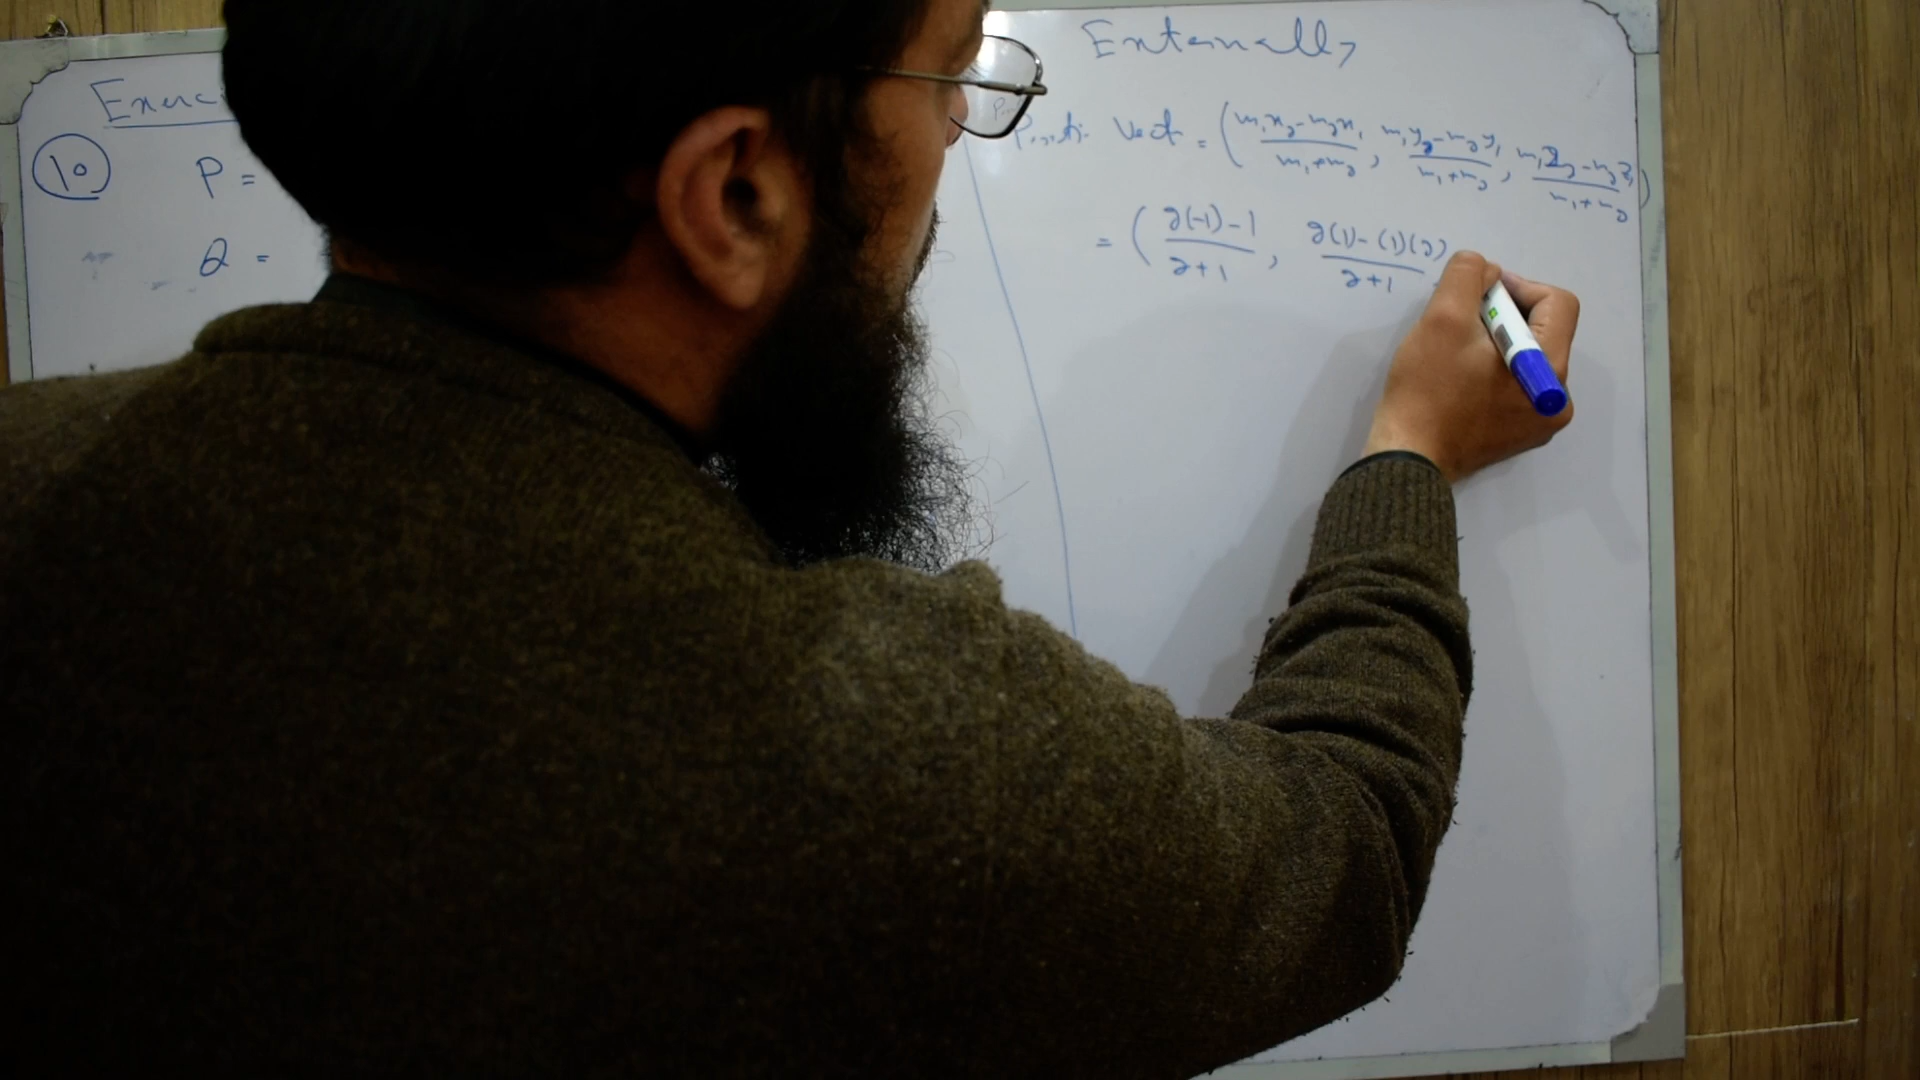 Exerc
10 P =
Q =
Externally
Positi Vect = ( m₁x₂-m₂x₁ / m₁+m₂ , m₁y₂-m₂y₁ / m₁+m₂ , m₁z₂-m₂z₁ / m₁+m₂ )
= ( 2(-1)-1 / 2+1 , 2(1)-(1)(2) / 2+1